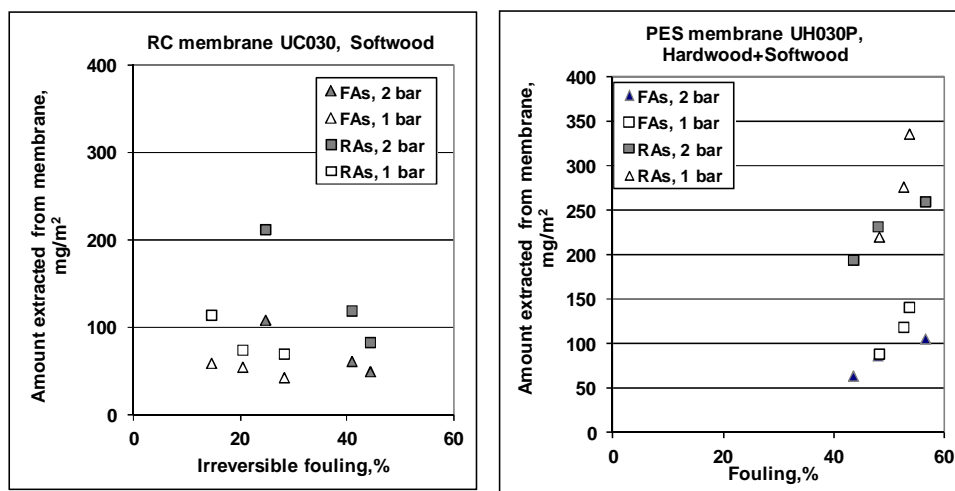 RC membrane UC030, Softwood
Amount extracted from membrane,
mg/m²
400
300
200
100
0
FAs, 2 bar
FAs, 1 bar
RAs, 2 bar
RAs, 1 bar
0 20 40 60
Irreversible fouling,%
PES membrane UH030P,
Hardwood+Softwood
Amount extracted from membrane,
mg/m²
400
350
300
250
200
150
100
50
0
FAs, 2 bar
FAs, 1 bar
RAs, 2 bar
RAs, 1 bar
0 20 40 60
Fouling,%